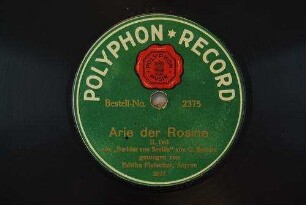 POLYPHON ★ RECORD
Bestell-No. 2375
Arie der Rosine
II. Teil
aus „Barbier von Sevilla" von G. Rossini
gesungen von